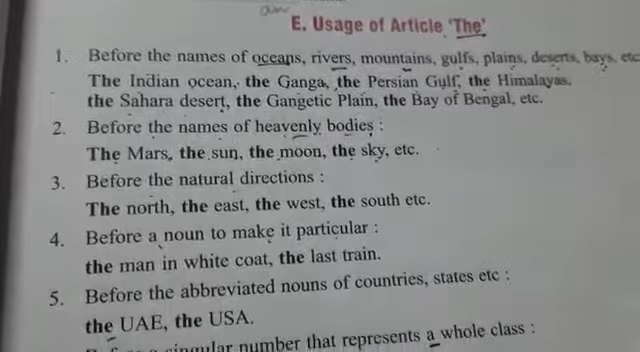 E. Usage of Article 'The'
1. Before the names of oceans, rivers, mountains, gulfs, plains, deserts, bays, etc
The Indian ocean, the Ganga, the Persian Gulf, the Himalayas,
the Sahara desert, the Gangetic Plain, the Bay of Bengal, etc.
2. Before the names of heavenly bodies :
The Mars, the sun, the moon, the sky, etc.
3. Before the natural directions :
The north, the east, the west, the south etc.
4. Before a noun to make it particular :
the man in white coat, the last train.
5. Before the abbreviated nouns of countries, states etc :
the UAE, the USA.
singular number that represents a whole class :